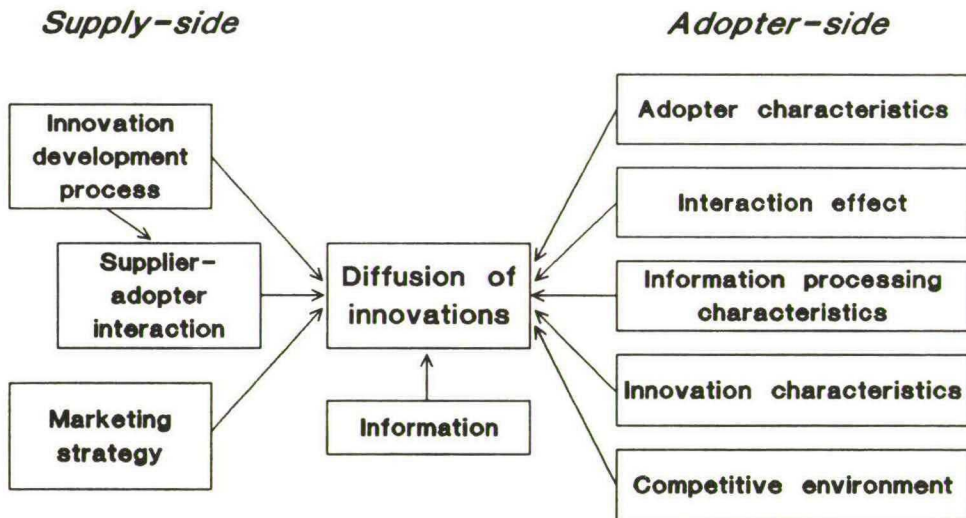 Supply-side
Adopter-side
Innovation
development
process
Supplier-
adopter
interaction
Marketing
strategy
Diffusion of
innovations
Information
Adopter characteristics
Interaction effect
Information processing
characteristics
Innovation characteristics
Competitive environment